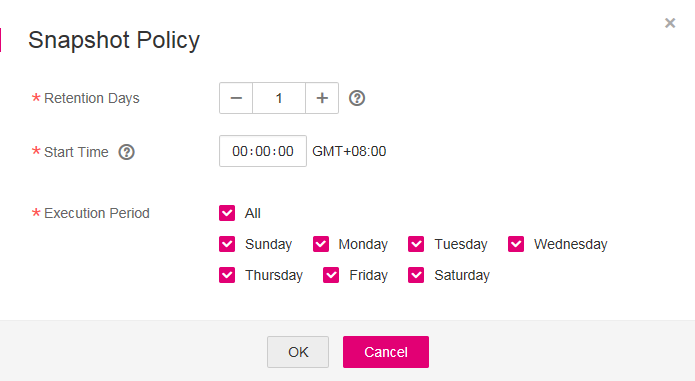 Snapshot Policy
* Retention Days − 1 + ?
* Start Time ? 00:00:00 GMT+08:00
* Execution Period All
Sunday Monday Tuesday Wednesday
Thursday Friday Saturday
OK Cancel